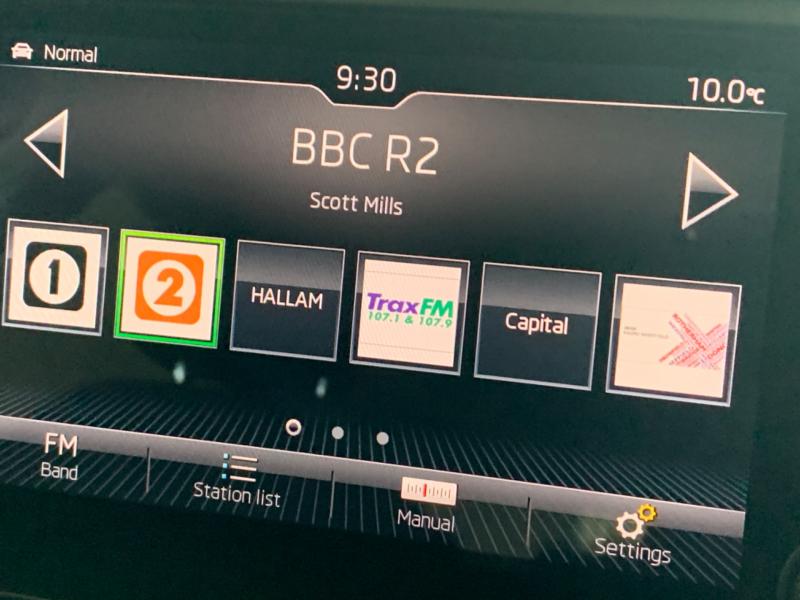 Normal
9:30
10.0°C
BBC R2
Scott Mills
1
2
HALLAM
TraxFM
107.1 & 107.9
Capital
FM
Band
Station list
Manual
Settings